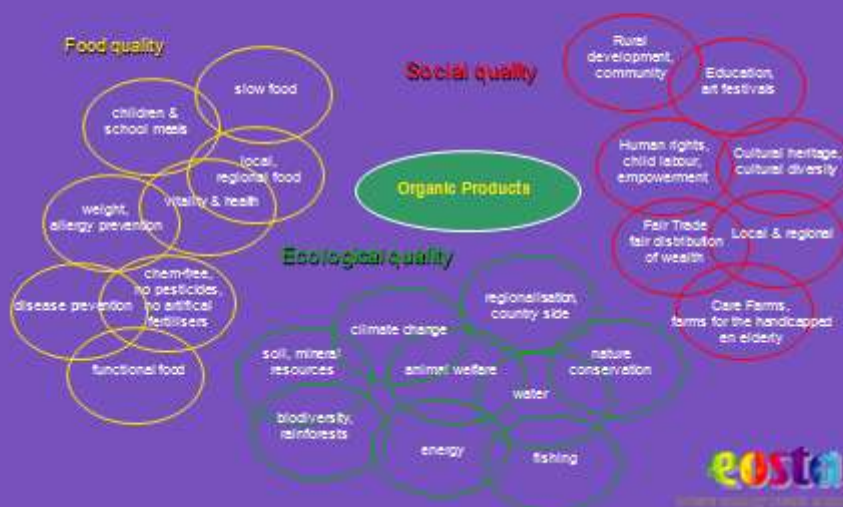 Food quality
slow food
children &
school meals
local,
regional food
vitality & health
weight,
allergy prevention
chem-free,
no pesticides,
no artifical
fertilisers
disease prevention
functional food
Social quality
Rural
development,
community
Education,
art festivals
Human rights,
child labour,
empowerment
Cultural heritage,
cultural diversity
Fair Trade
fair distribution
of wealth
Local & regional
Care Farms,
farms for the handicapped
en elderty
Organic Products
Ecological quality
regionalisation,
country side
climate change
soil, mineral
resources
animal welfare
nature
conservation
water
biodiversity,
rainforests
energy
fishing
eosta